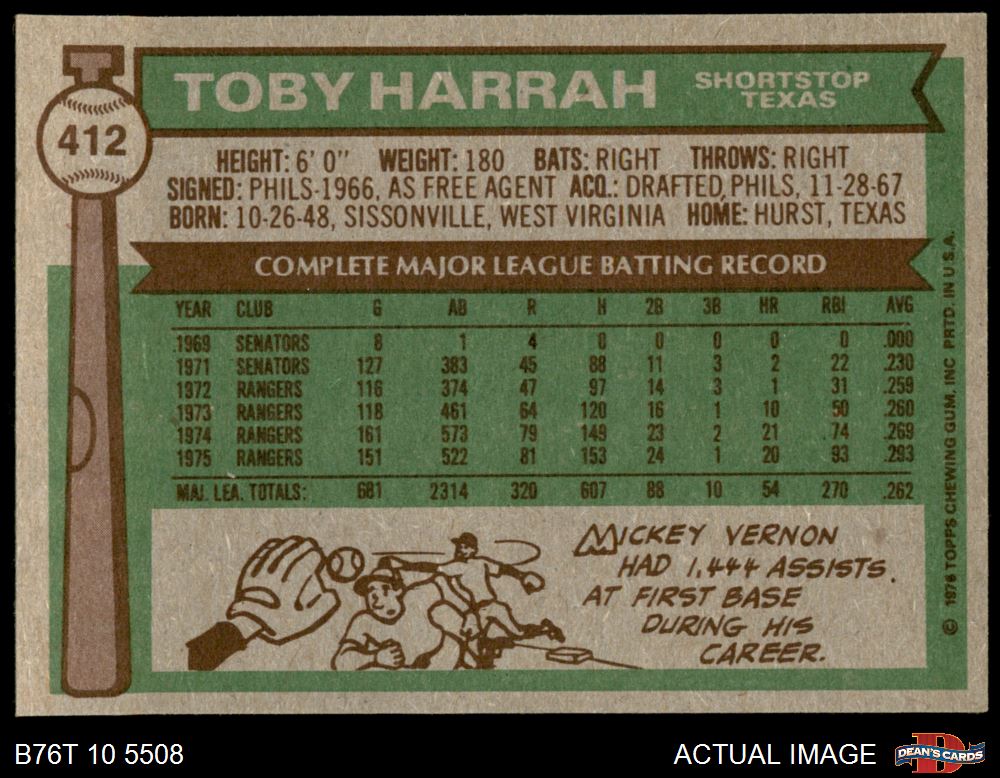 412
TOBY HARRAH
SHORTSTOP
TEXAS
HEIGHT: 6' 0" WEIGHT: 180 BATS: RIGHT THROWS: RIGHT
SIGNED: PHILS-1966, AS FREE AGENT ACQ.: DRAFTED, PHILS, 11-28-67
BORN: 10-26-48, SISSONVILLE, WEST VIRGINIA HOME: HURST, TEXAS
COMPLETE MAJOR LEAGUE BATTING RECORD
YEAR CLUB G AB R H 2B 3B HR RBI AVG
1969 SENATORS 8 1 4 0 0 0 0 0 .000
1971 SENATORS 127 383 45 88 11 3 2 22 .230
1972 RANGERS 116 374 47 97 14 3 1 31 .259
1973 RANGERS 118 461 64 120 16 1 10 50 .260
1974 RANGERS 161 573 79 149 23 2 21 74 .269
1975 RANGERS 151 522 81 153 24 1 20 93 .293
MAJ. LEA. TOTALS: 681 2314 320 607 88 10 54 270 .262
MICKEY VERNON
HAD 1,444 ASSISTS
AT FIRST BASE
DURING HIS
CAREER.
© 1976 TOPPS CHEWING GUM, INC PRTD. IN U.S.A.
B76T 10 5508
ACTUAL IMAGE
DEAN'S CARDS